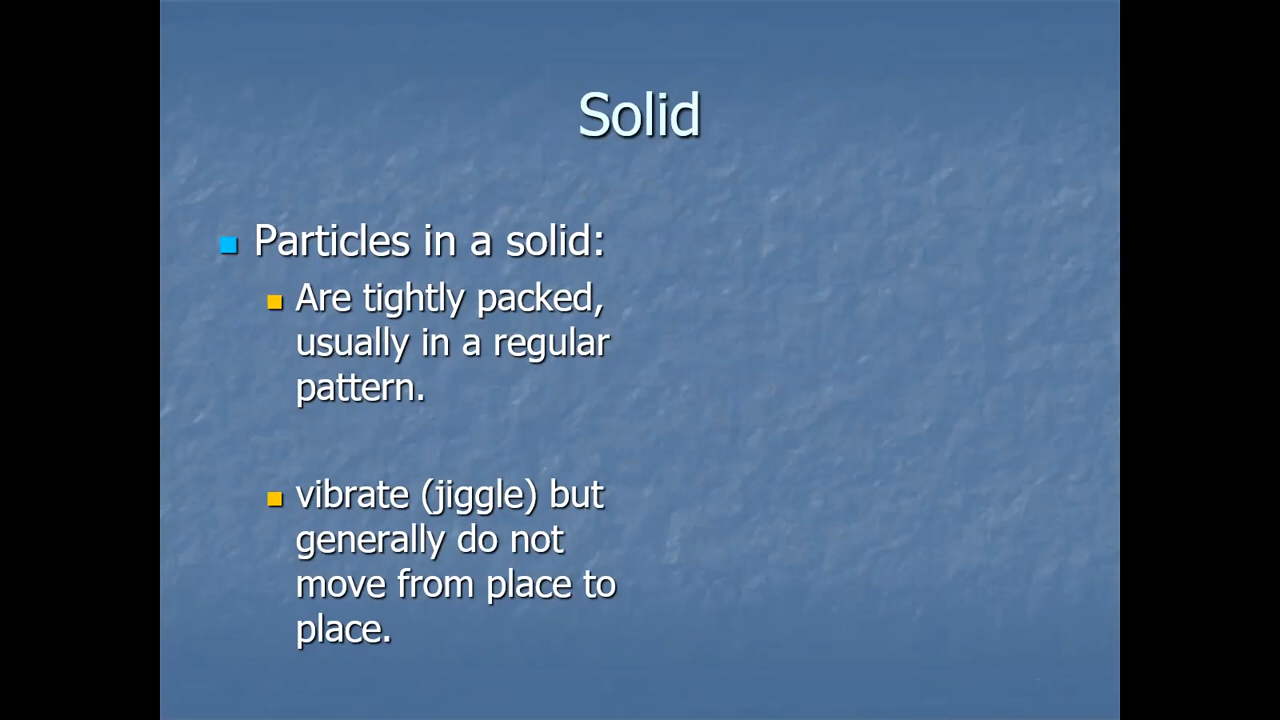 Solid
Particles in a solid:
Are tightly packed,
usually in a regular
pattern.
vibrate (jiggle) but
generally do not
move from place to
place.